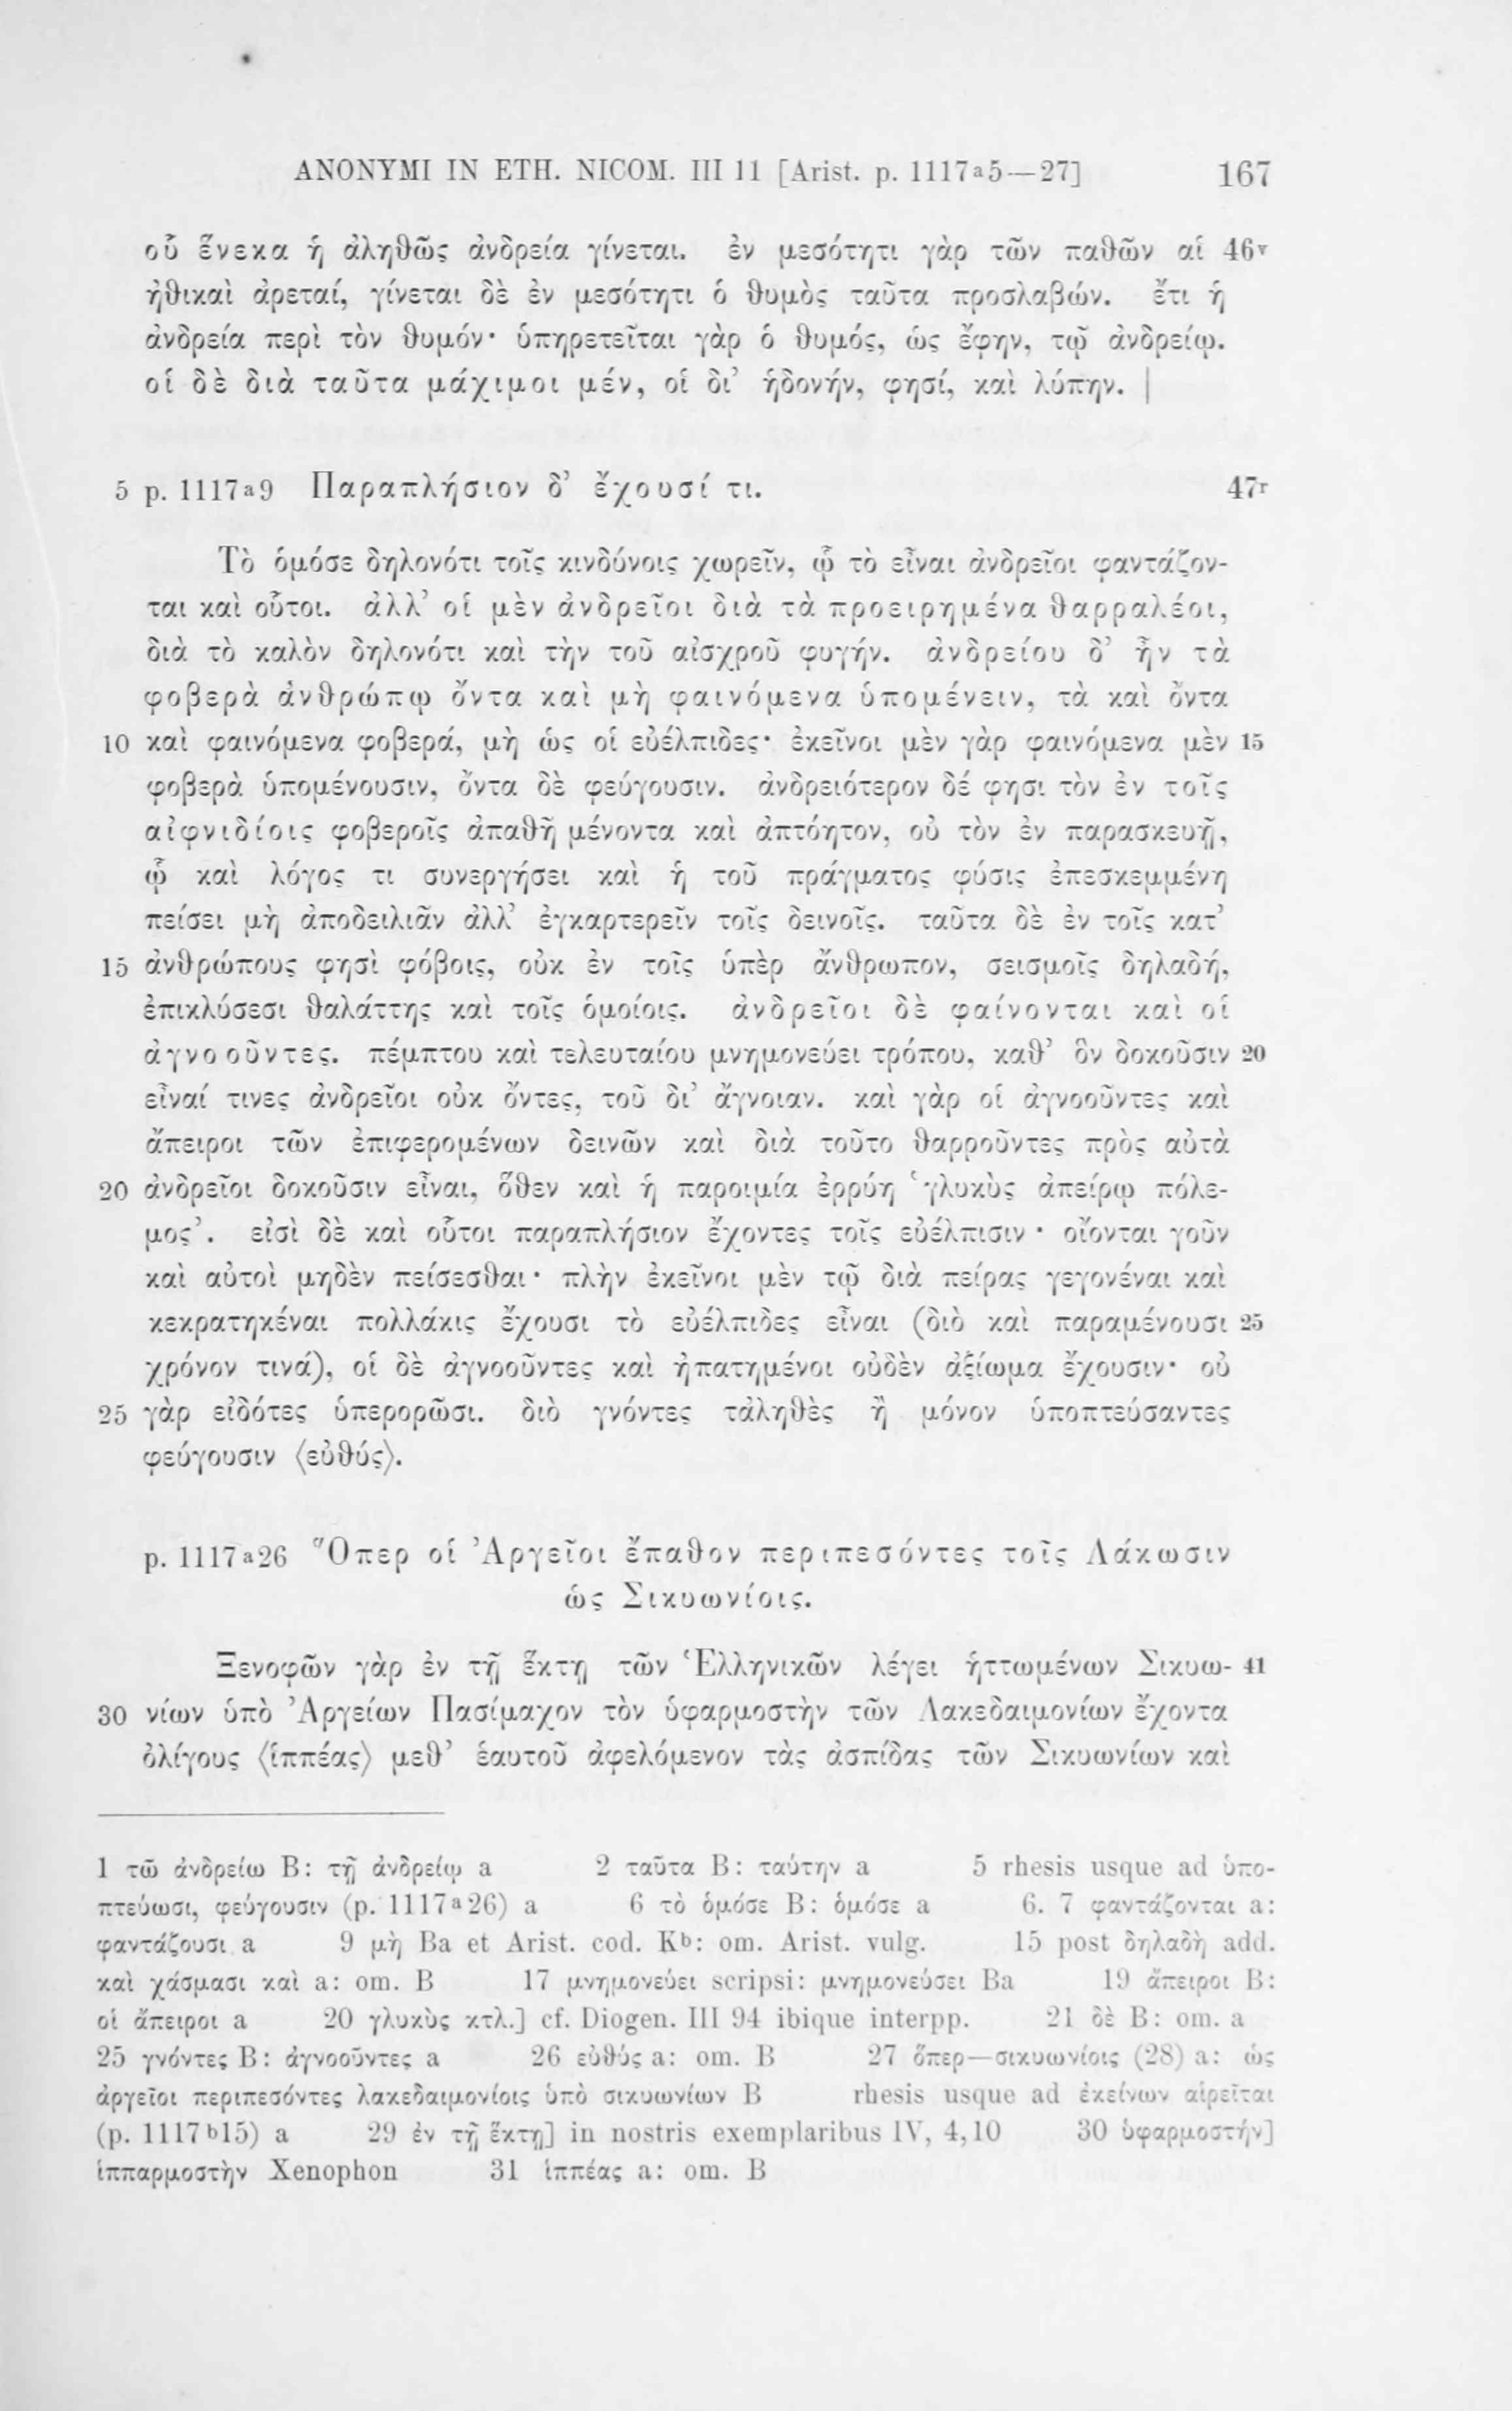 ANONYMI IN ETH. NICOM. III 11 [Arist. p. 1117a5—27] 167
οὗ ἕνεκα ἡ ἀληθῶς ἀνδρεία γίνεται. ἐν μεσότητι γὰρ τῶν παθῶν αἱ 46v
ἠθικαὶ ἀρεταί, γίνεται δὲ ἐν μεσότητι ὁ θυμὸς ταῦτα προσλαβών. ἔτι ἡ
ἀνδρεία περὶ τὸν θυμόν· ὑπηρετεῖται γὰρ ὁ θυμός, ὡς ἔφην, τῷ ἀνδρείῳ.
οἱ δὲ διὰ ταῦτα μάχιμοι μέν, οἱ δι’ ἡδονήν, φησί, καὶ λύπην. |
5 p. 1117a9 Παραπλήσιον δ’ ἔχουσί τι. 47r
Τὸ ὁμόσε δηλονότι τοῖς κινδύνοις χωρεῖν, ᾧ τὸ εἶναι ἀνδρεῖοι φαντάζον-
ται καὶ οὗτοι. ἀλλ’ οἱ μὲν ἀνδρεῖοι διὰ τὰ προειρημένα θαρραλέοι,
διὰ τὸ καλὸν δηλονότι καὶ τὴν τοῦ αἰσχροῦ φυγήν. ἀνδρείου δ’ ἦν τὰ
φοβερὰ ἀνθρώπῳ ὄντα καὶ μὴ φαινόμενα ὑπομένειν, τὰ καὶ ὄντα
10 καὶ φαινόμενα φοβερά, μὴ ὡς οἱ εὐέλπιδες· ἐκεῖνοι μὲν γὰρ φαινόμενα μὲν 15
φοβερὰ ὑπομένουσιν, ὄντα δὲ φεύγουσιν. ἀνδρειότερον δέ φησι τὸν ἐν τοῖς
αἰφνιδίοις φοβεροῖς ἀπαθῆ μένοντα καὶ ἀπτόητον, οὐ τὸν ἐν παρασκευῇ,
ᾧ καὶ λόγος τι συνεργήσει καὶ ἡ τοῦ πράγματος φύσις ἐπεσκεμμένη
πείσει μὴ ἀποδειλιᾶν ἀλλ’ ἐγκαρτερεῖν τοῖς δεινοῖς. ταῦτα δὲ ἐν τοῖς κατ’
15 ἀνθρώπους φησὶ φόβοις, οὐκ ἐν τοῖς ὑπὲρ ἄνθρωπον, σεισμοῖς δηλαδή,
ἐπικλύσεσι θαλάττης καὶ τοῖς ὁμοίοις. ἀνδρεῖοι δὲ φαίνονται καὶ οἱ
ἀγνοοῦντες. πέμπτου καὶ τελευταίου μνημονεύει τρόπου, καθ’ ὃν δοκοῦσιν 20
εἶναί τινες ἀνδρεῖοι οὐκ ὄντες, τοῦ δι’ ἄγνοιαν. καὶ γὰρ οἱ ἀγνοοῦντες καὶ
ἄπειροι τῶν ἐπιφερομένων δεινῶν καὶ διὰ τοῦτο θαρροῦντες πρὸς αὐτὰ
20 ἀνδρεῖοι δοκοῦσιν εἶναι, ὅθεν καὶ ἡ παροιμία ἐρρύη ‘γλυκὺς ἀπείρῳ πόλε-
μος’. εἰσὶ δὲ καὶ οὗτοι παραπλήσιον ἔχοντες τοῖς εὐέλπισιν· οἴονται γοῦν
καὶ αὐτοὶ μηδὲν πείσεσθαι· πλὴν ἐκεῖνοι μὲν τῷ διὰ πείρας γεγονέναι καὶ
κεκρατηκέναι πολλάκις ἔχουσι τὸ εὐέλπιδες εἶναι (διὸ καὶ παραμένουσι 25
χρόνον τινά), οἱ δὲ ἀγνοοῦντες καὶ ἠπατημένοι οὐδὲν ἀξίωμα ἔχουσιν· οὐ
25 γὰρ εἰδότες ὑπερορῶσι. διὸ γνόντες τἀληθὲς ἢ μόνον ὑποπτεύσαντες
φεύγουσιν ⟨εὐθύς⟩.
p. 1117a26 Ὅπερ οἱ Ἀργεῖοι ἔπαθον περιπεσόντες τοῖς Λάκωσιν
ὡς Σικυωνίοις.
Ξενοφῶν γὰρ ἐν τῇ ἕκτῃ τῶν Ἑλληνικῶν λέγει ἡττωμένων Σικυω- 41
30 νίων ὑπὸ Ἀργείων Πασίμαχον τὸν ὑφαρμοστὴν τῶν Λακεδαιμονίων ἔχοντα
ὀλίγους ⟨ἱππέας⟩ μεθ’ ἑαυτοῦ ἀφελόμενον τὰς ἀσπίδας τῶν Σικυωνίων καὶ
1 τῶ ἀνδρείω B: τῇ ἀνδρείῳ a 2 ταῦτα B: ταύτην a 5 rhesis usque ad ὑπο-
πτεύωσι, φεύγουσιν (p. 1117a26) a 6 τὸ ὁμόσε B: ὁμόσε a 6. 7 φαντάζονται a:
φαντάζουσι a 9 μὴ Ba et Arist. cod. Kb: om. Arist. vulg. 15 post δηλαδὴ add.
καὶ χάσμασι καὶ a: om. B 17 μνημονεύει scripsi: μνημονεύσει Ba 19 ἄπειροι B:
οἱ ἄπειροι a 20 γλυκὺς κτλ.] cf. Diogen. III 94 ibique interpp. 21 δὲ B: om. a
25 γνόντες B: ἀγνοοῦντες a 26 εὐθύς a: om. B 27 ὅπερ—σικυωνίοις (28) a: ὡς
ἀργεῖοι περιπεσόντες λακεδαιμονίοις ὑπὸ σικυωνίων B rhesis usque ad ἐκείνων αἱρεῖται
(p. 1117b15) a 29 ἐν τῇ ἕκτῃ] in nostris exemplaribus IV, 4,10 30 ὑφαρμοστήν]
ἱππαρμοστὴν Xenophon 31 ἱππέας a: om. B